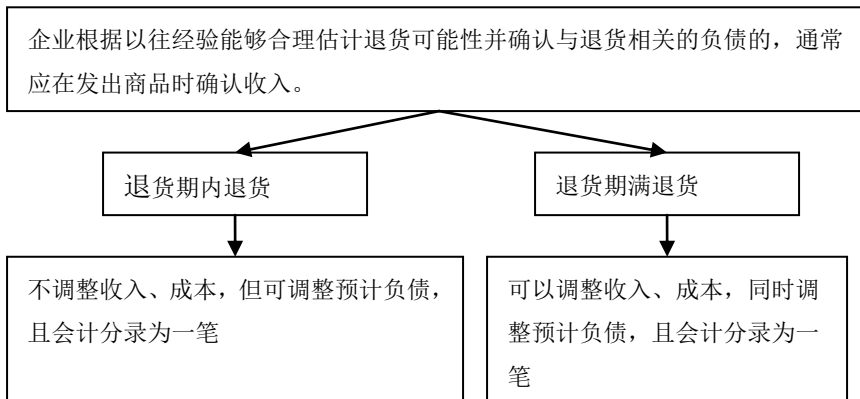 企业根据以往经验能够合理估计退货可能性并确认与退货相关的负债的，通常
应在发出商品时确认收入。
退货期内退货
退货期满退货
不调整收入、成本，但可调整预计负债，
且会计分录为一笔
可以调整收入、成本，同时调
整预计负债，且会计分录为一
笔